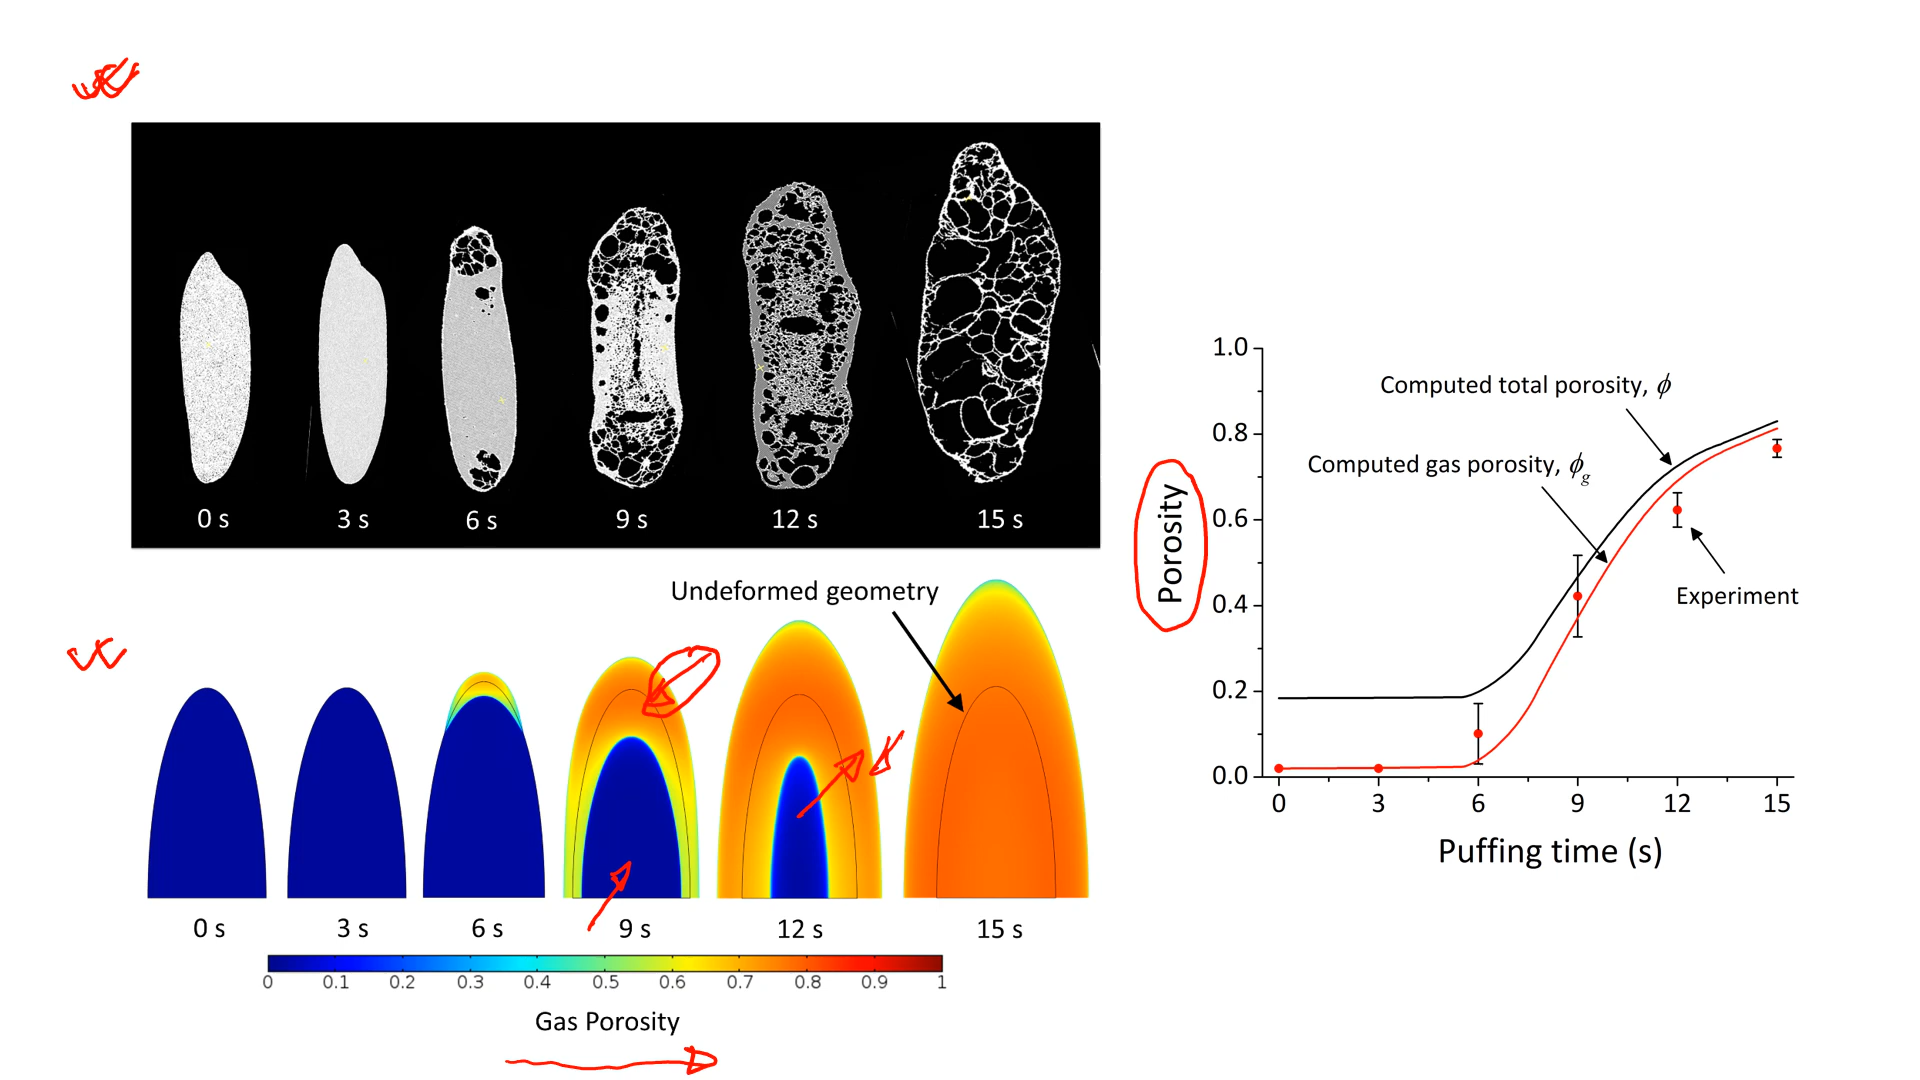 0 s 3 s 6 s 9 s 12 s 15 s
Undeformed geometry
0 s 3 s 6 s 9 s 12 s 15 s
0 0.1 0.2 0.3 0.4 0.5 0.6 0.7 0.8 0.9 1
Gas Porosity
Porosity
1.0
0.8
0.6
0.4
0.2
0.0
Computed total porosity, ϕ
Computed gas porosity, ϕg
Experiment
0 3 6 9 12 15
Puffing time (s)